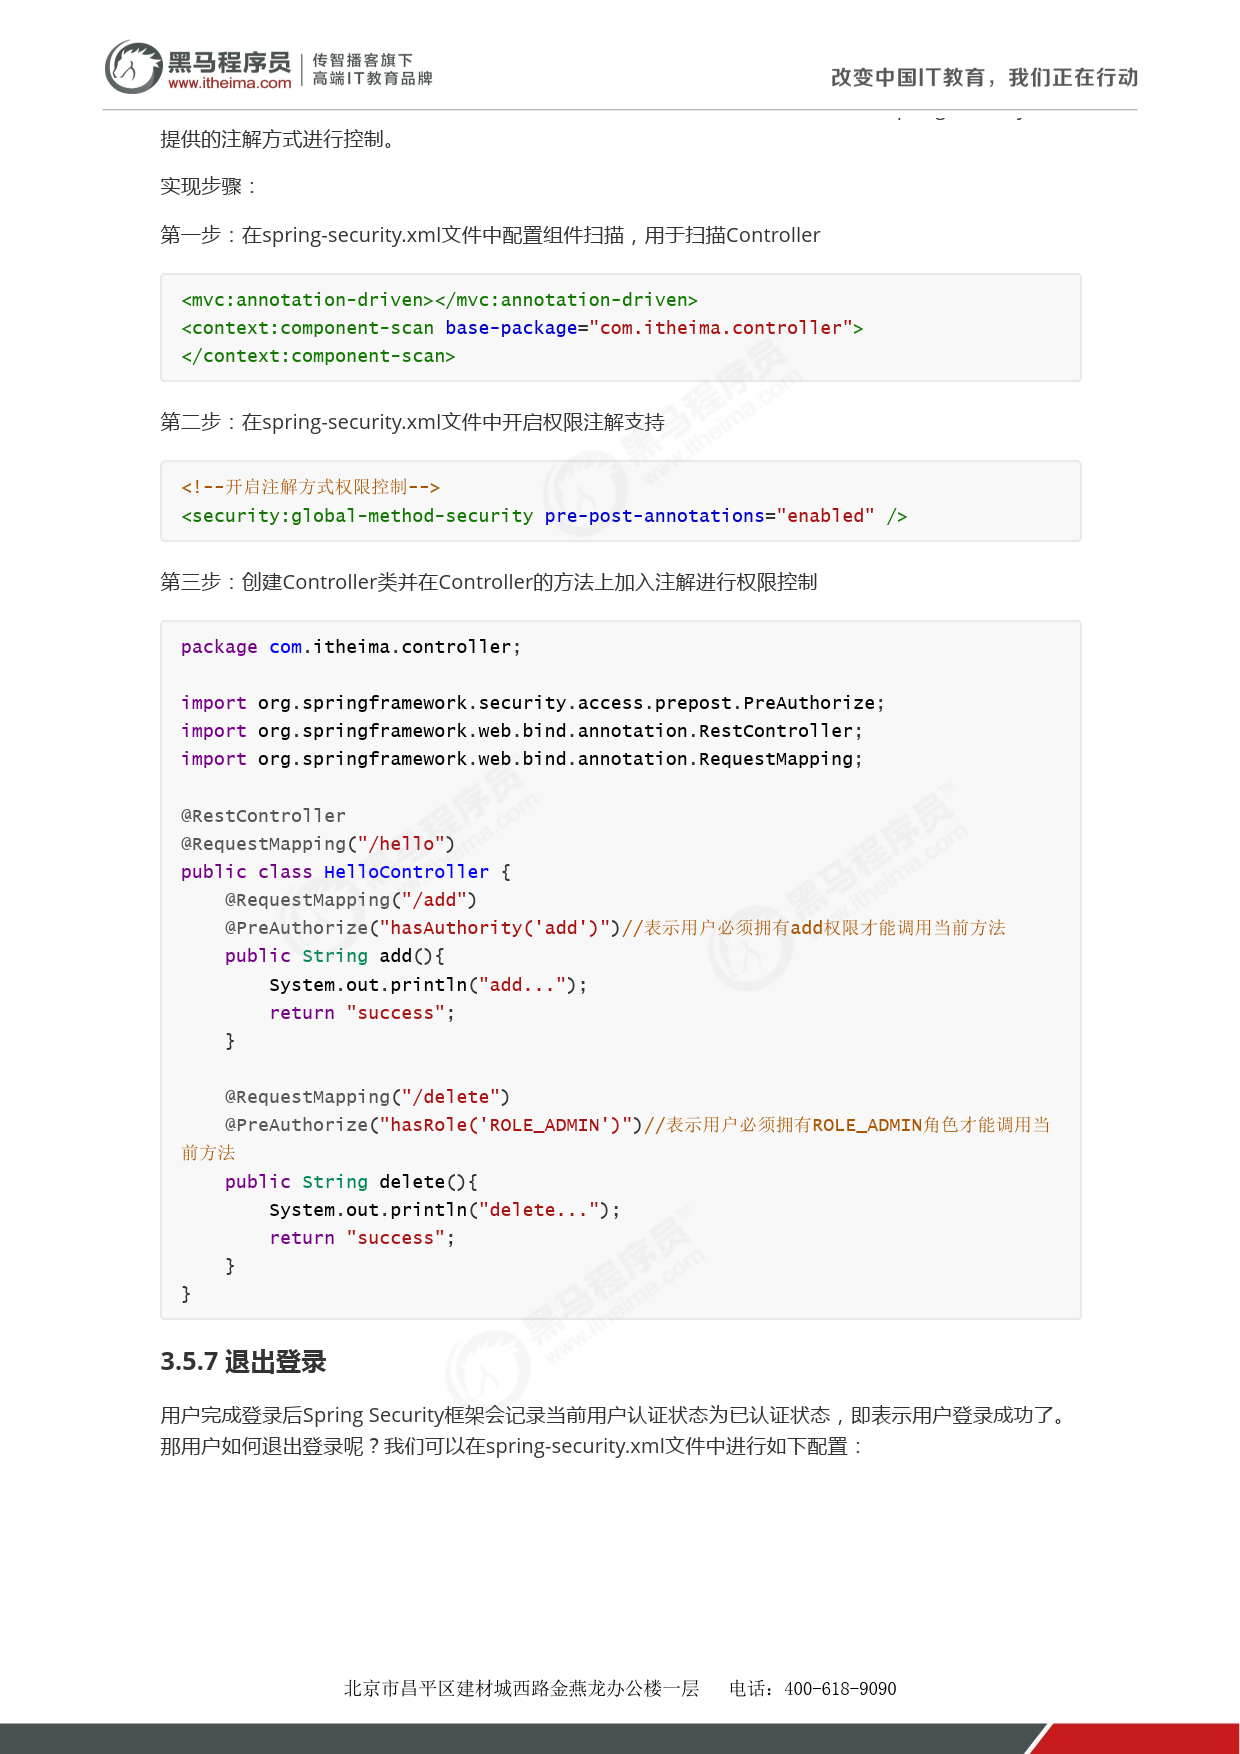 黑马程序员
www.itheima.com
传智播客旗下
高端IT教育品牌
改变中国IT教育，我们正在行动
提供的注解方式进行控制。
实现步骤：
第一步：在spring-security.xml文件中配置组件扫描，用于扫描Controller
<mvc:annotation-driven></mvc:annotation-driven>
<context:component-scan base-package="com.itheima.controller">
</context:component-scan>
第二步：在spring-security.xml文件中开启权限注解支持
<!--开启注解方式权限控制-->
<security:global-method-security pre-post-annotations="enabled" />
第三步：创建Controller类并在Controller的方法上加入注解进行权限控制
package com.itheima.controller;
import org.springframework.security.access.prepost.PreAuthorize;
import org.springframework.web.bind.annotation.RestController;
import org.springframework.web.bind.annotation.RequestMapping;
@RestController
@RequestMapping("/hello")
public class HelloController {
    @RequestMapping("/add")
    @PreAuthorize("hasAuthority('add')")//表示用户必须拥有add权限才能调用当前方法
    public String add(){
        System.out.println("add...");
        return "success";
    }
    @RequestMapping("/delete")
    @PreAuthorize("hasRole('ROLE_ADMIN')")//表示用户必须拥有ROLE_ADMIN角色才能调用当
前方法
    public String delete(){
        System.out.println("delete...");
        return "success";
    }
}
3.5.7 退出登录
用户完成登录后Spring Security框架会记录当前用户认证状态为已认证状态，即表示用户登录成功了。
那用户如何退出登录呢？我们可以在spring-security.xml文件中进行如下配置：
北京市昌平区建材城西路金燕龙办公楼一层 电话：400-618-9090